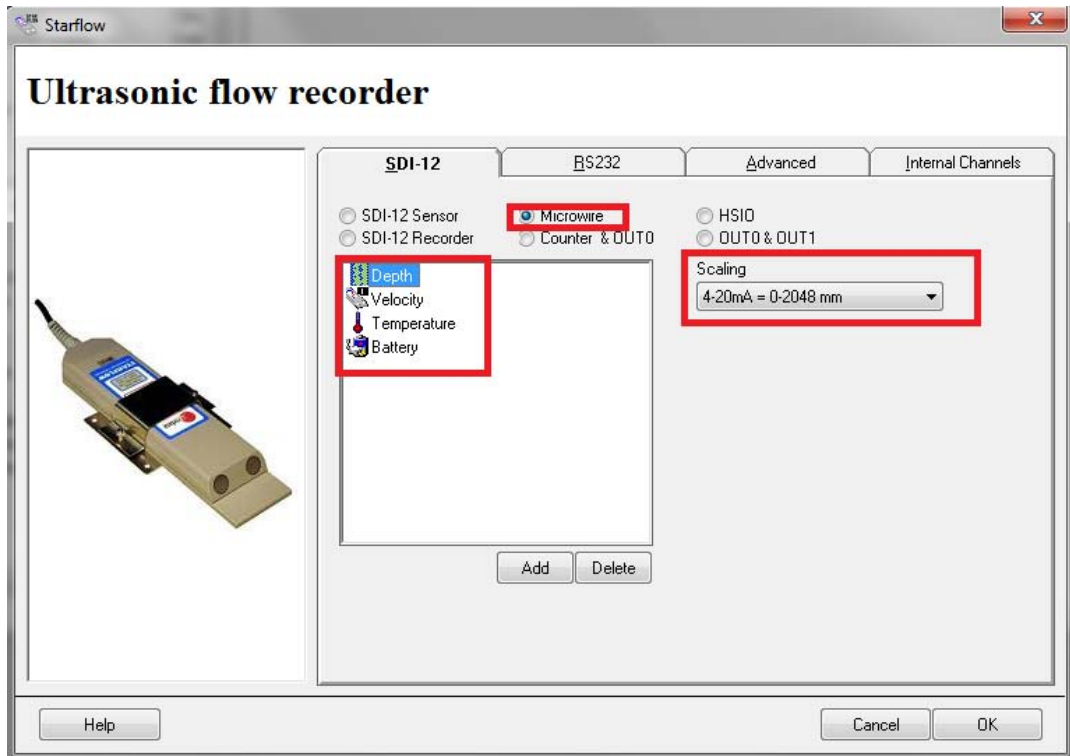 Starflow
Ultrasonic flow recorder
SDI-12 RS232 Advanced Internal Channels
SDI-12 Sensor Microwire HSIO
SDI-12 Recorder Counter & OUT0 OUT0 & OUT1
Depth
Velocity
Temperature
Battery
Scaling
4-20mA = 0-2048 mm
Add Delete
Help Cancel OK